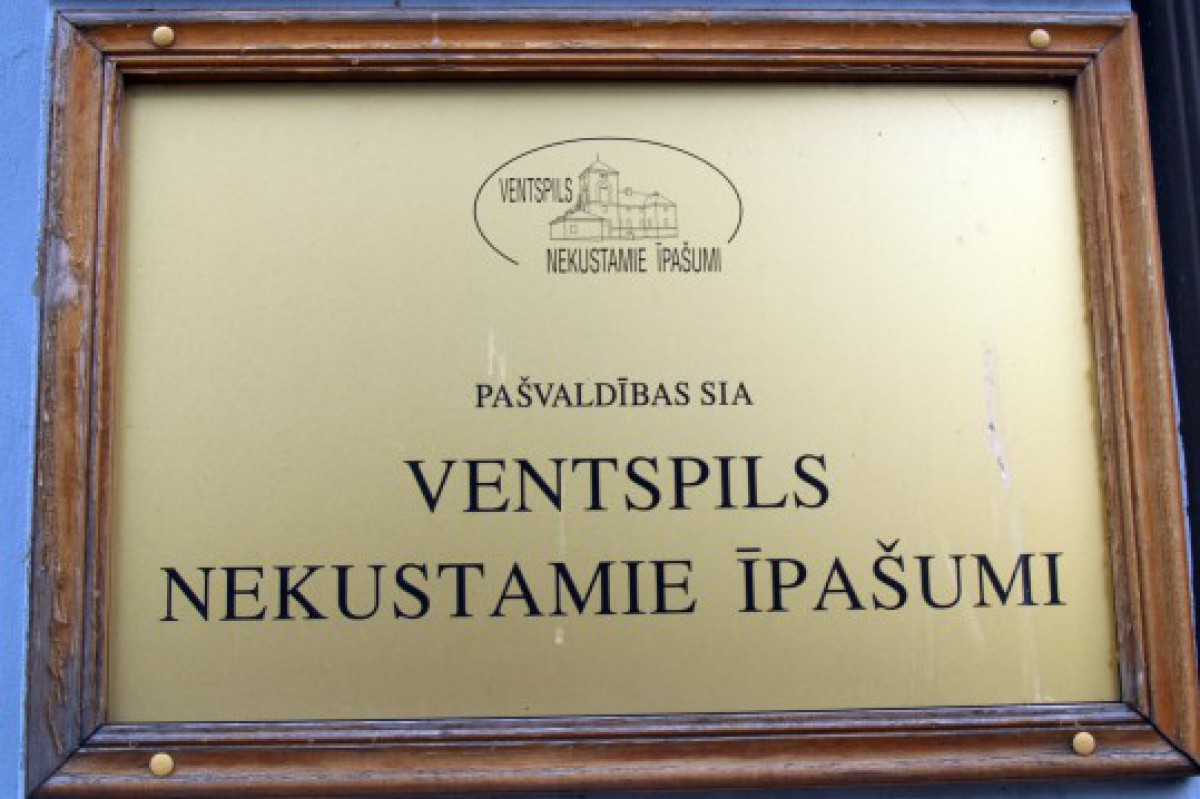 VENTSPILS
NEKUSTAMIE ĪPAŠUMI
PAŠVALDĪBAS SIA
VENTSPILS
NEKUSTAMIE ĪPAŠUMI